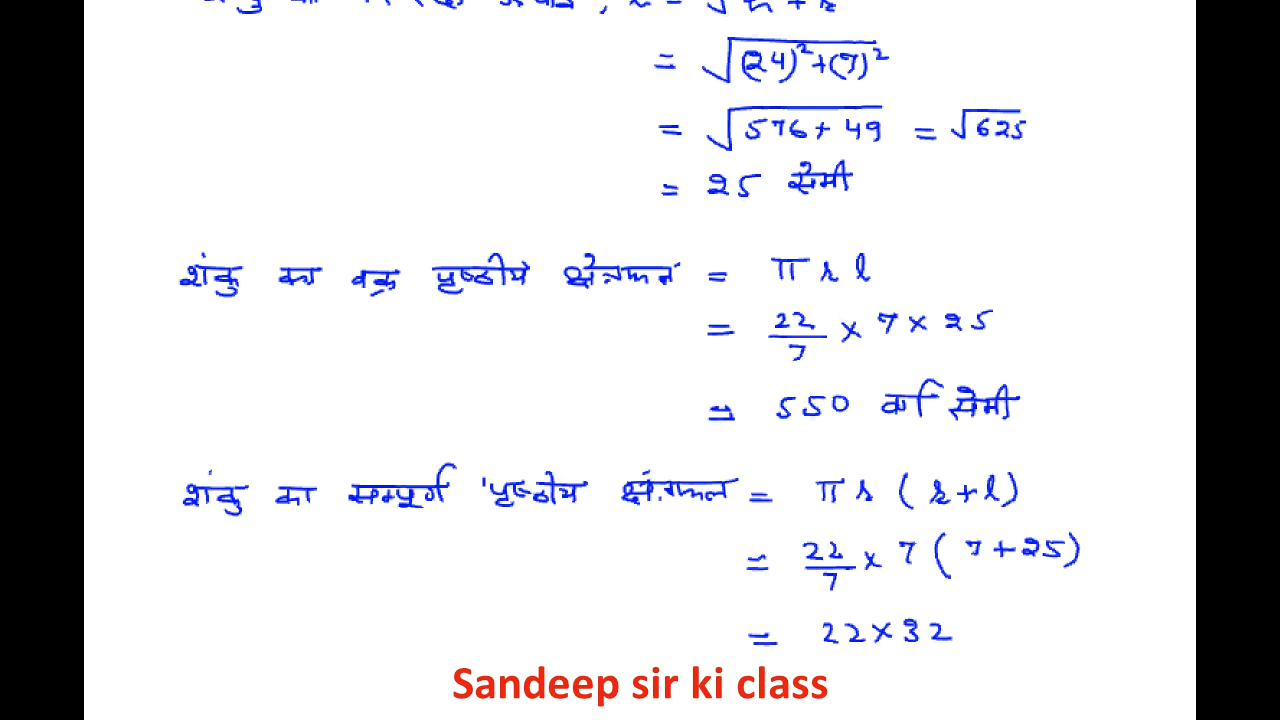 = √(24)²+(7)²
= √576+49 = √625
= 25 सेमी
शंकु का वक्र पृष्ठीय क्षेत्रफल = π r l
= 22/7 × 7 × 25
= 550 वर्ग सेमी
शंकु का सम्पूर्ण पृष्ठीय क्षेत्रफल = π r (r+l)
= 22/7 × 7 (7+25)
= 22×32
Sandeep sir ki class